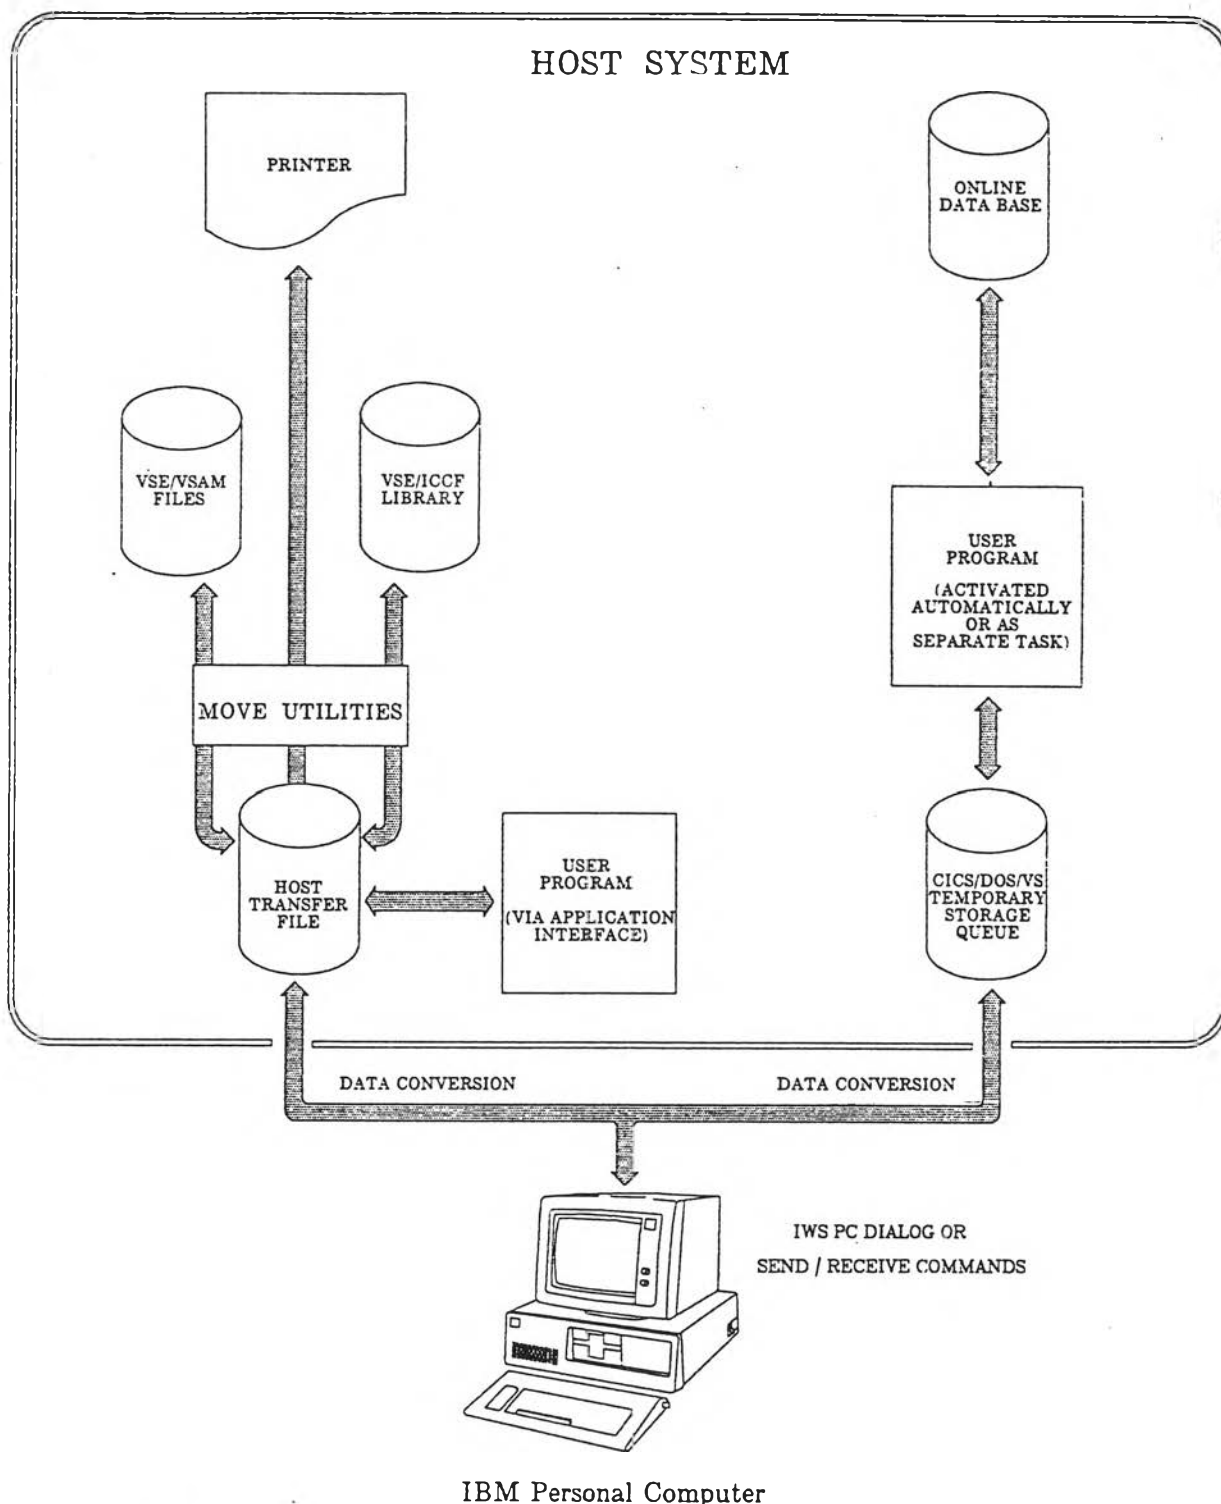 HOST SYSTEM
PRINTER
ONLINE
DATA BASE
VSE/VSAM
FILES
VSE/ICCF
LIBRARY
USER
PROGRAM
(ACTIVATED
AUTOMATICALLY
OR AS
SEPARATE TASK)
MOVE UTILITIES
HOST
TRANSFER
FILE
USER
PROGRAM
(VIA APPLICATION
INTERFACE)
CICS/DOS/VS
TEMPORARY
STORAGE
QUEUE
DATA CONVERSION
DATA CONVERSION
IWS PC DIALOG OR
SEND / RECEIVE COMMANDS
IBM Personal Computer